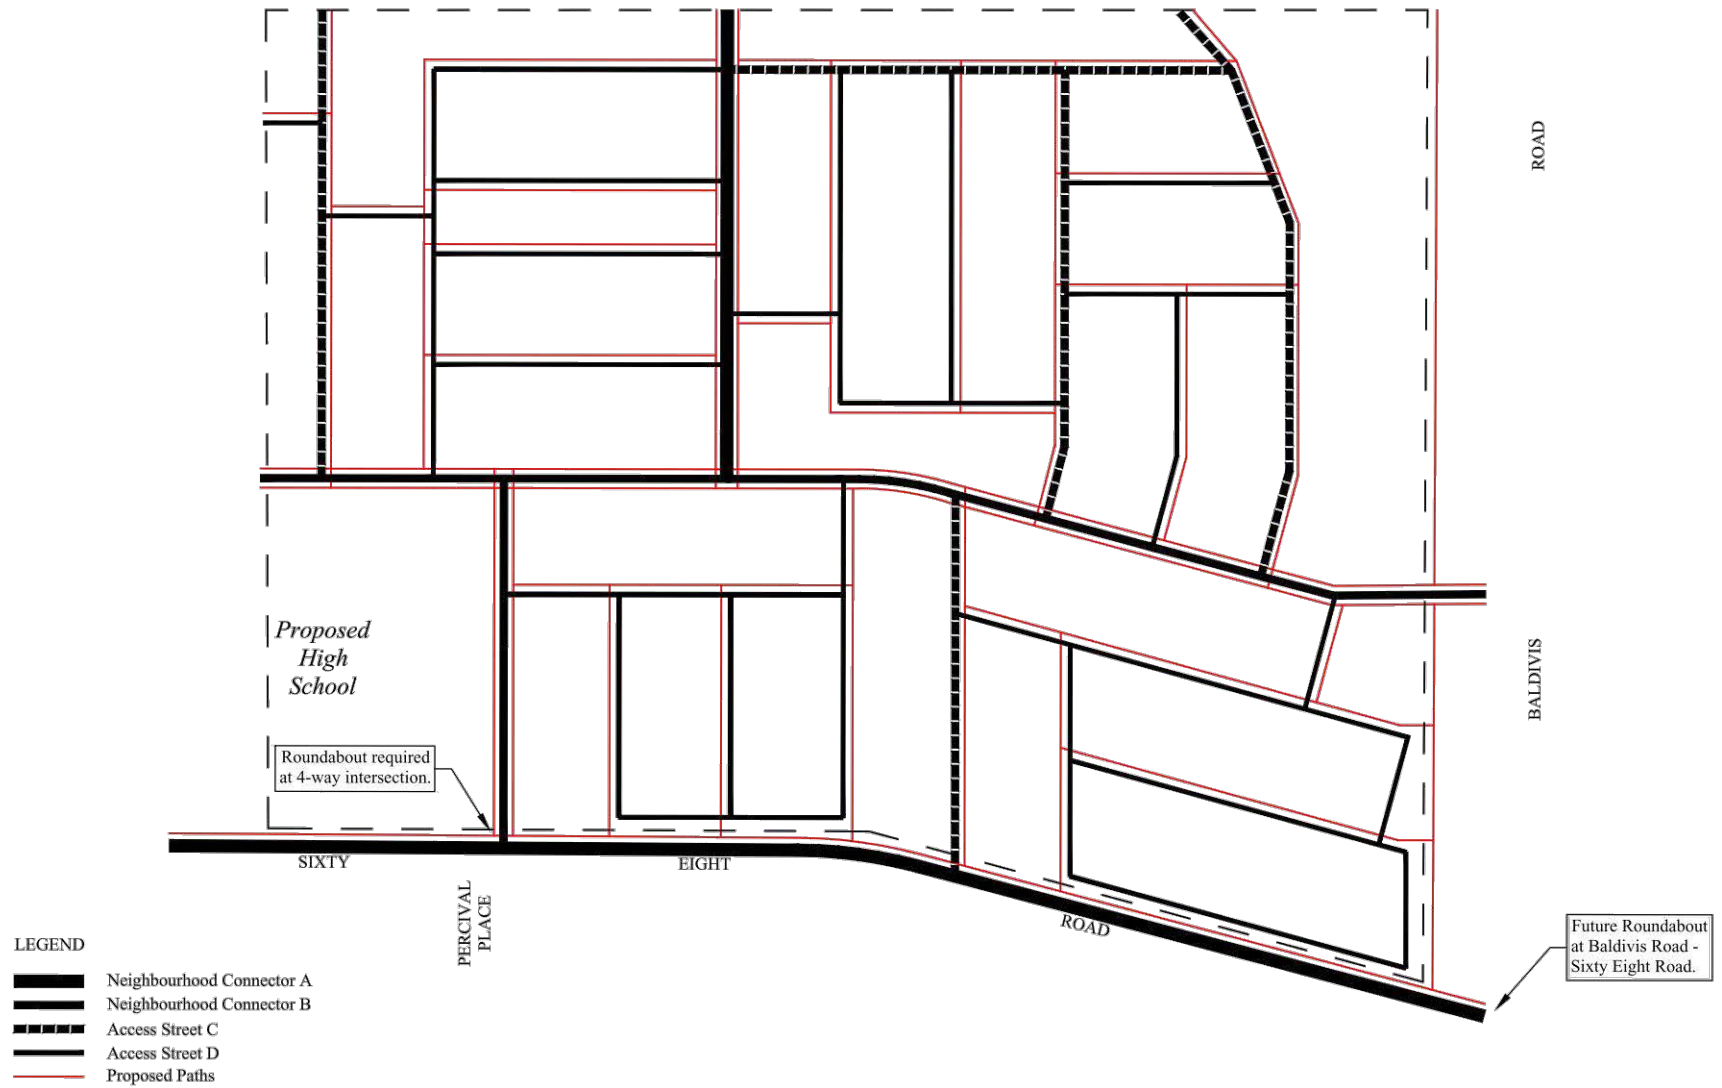 ROAD
Proposed
High
School
BALDIVIS
Roundabout required
at 4-way intersection.
SIXTY
EIGHT
PERCIVAL
PLACE
ROAD
Future Roundabout
at Baldivis Road -
Sixty Eight Road.
LEGEND
Neighbourhood Connector A
Neighbourhood Connector B
Access Street C
Access Street D
Proposed Paths